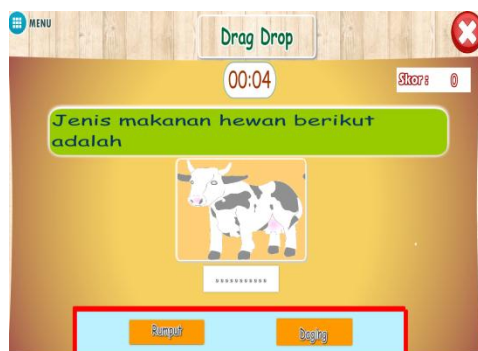 MENU
Drag Drop
00:04
Skor : 0
Jenis makanan hewan berikut
adalah
...........
Rumput
Daging